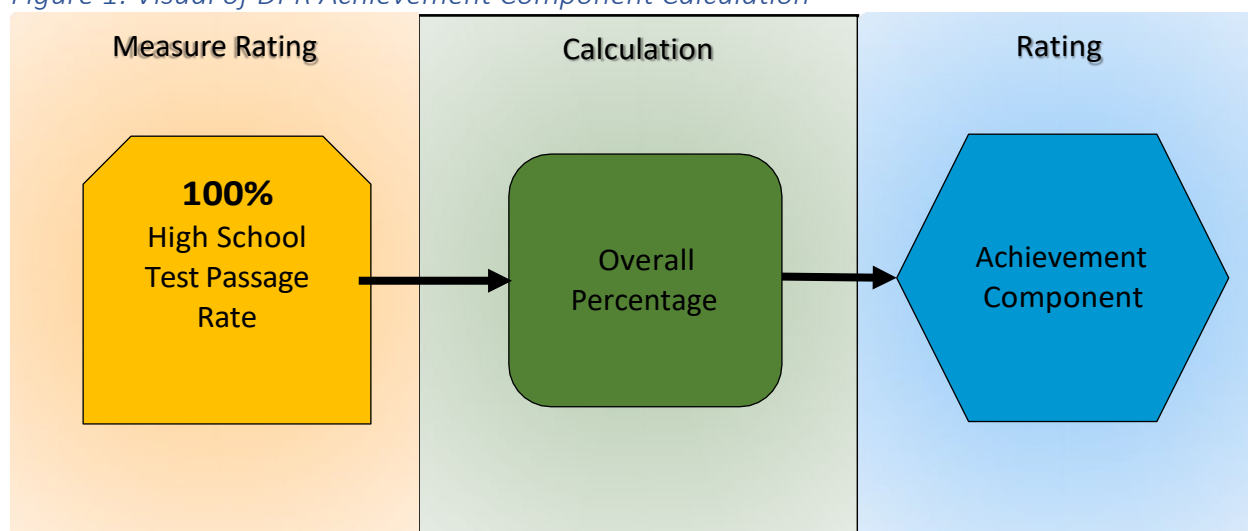 Figure 1: Visual of DPR Achievement Component Calculation
Measure Rating
Calculation
Rating
100%
High School
Test Passage
Rate
Overall
Percentage
Achievement
Component